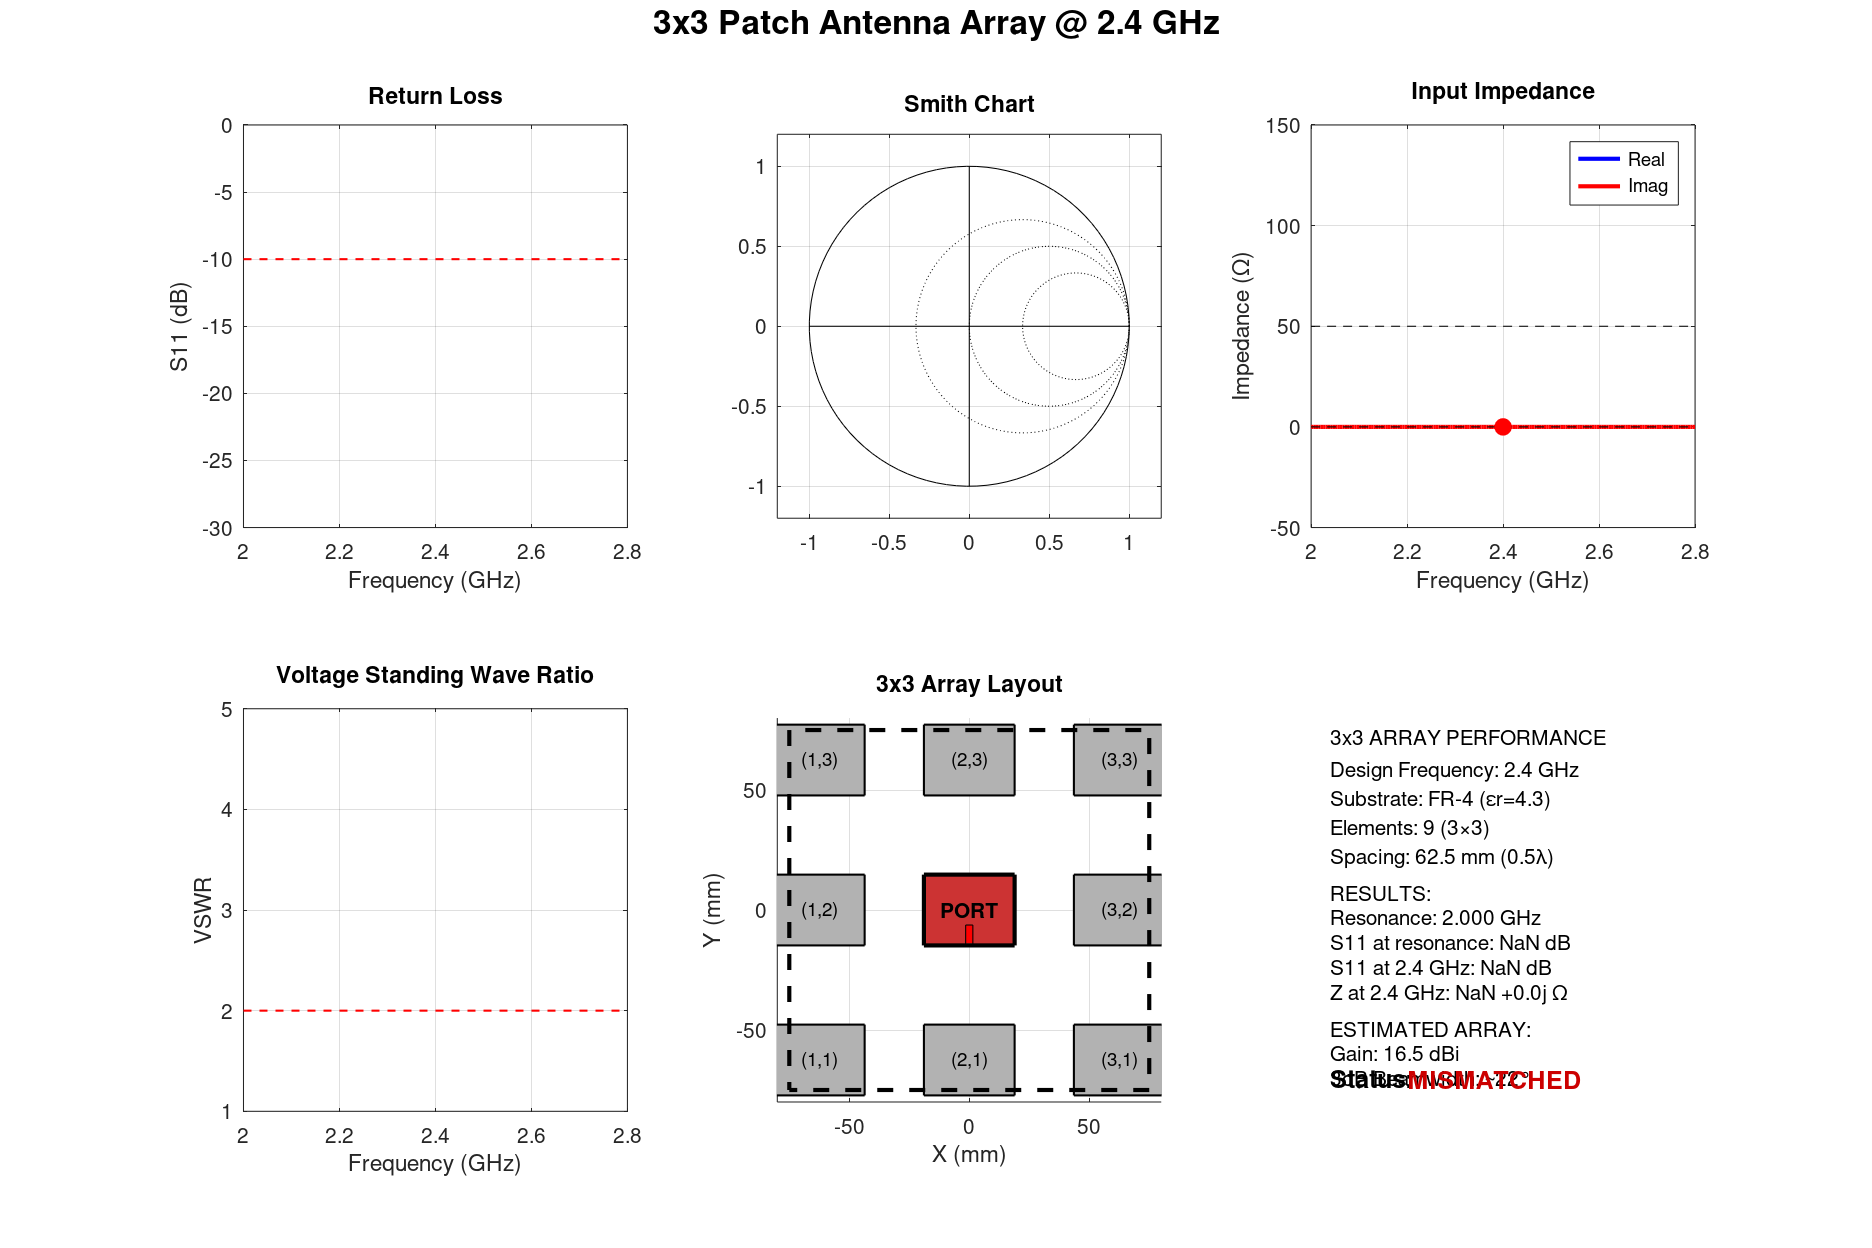 3x3 Patch Antenna Array @ 2.4 GHz
Return Loss
0
-5
-10
-15
-20
-25
-30
S11 (dB)
2 2.2 2.4 2.6 2.8
Frequency (GHz)
Smith Chart
1
0.5
0
-0.5
-1
-1 -0.5 0 0.5 1
Input Impedance
150
100
50
0
-50
Impedance (Ω)
Real
Imag
2 2.2 2.4 2.6 2.8
Frequency (GHz)
Voltage Standing Wave Ratio
5
4
3
2
1
VSWR
2 2.2 2.4 2.6 2.8
Frequency (GHz)
3x3 Array Layout
50
0
-50
Y (mm)
(1,3) (2,3) (3,3)
(1,2) PORT (3,2)
(1,1) (2,1) (3,1)
-50 0 50
X (mm)
3x3 ARRAY PERFORMANCE
Design Frequency: 2.4 GHz
Substrate: FR-4 (εr=4.3)
Elements: 9 (3×3)
Spacing: 62.5 mm (0.5λ)
RESULTS:
Resonance: 2.000 GHz
S11 at resonance: NaN dB
S11 at 2.4 GHz: NaN dB
Z at 2.4 GHz: NaN +0.0j Ω
ESTIMATED ARRAY:
Gain: 16.5 dBi
Status: MISMATCHED